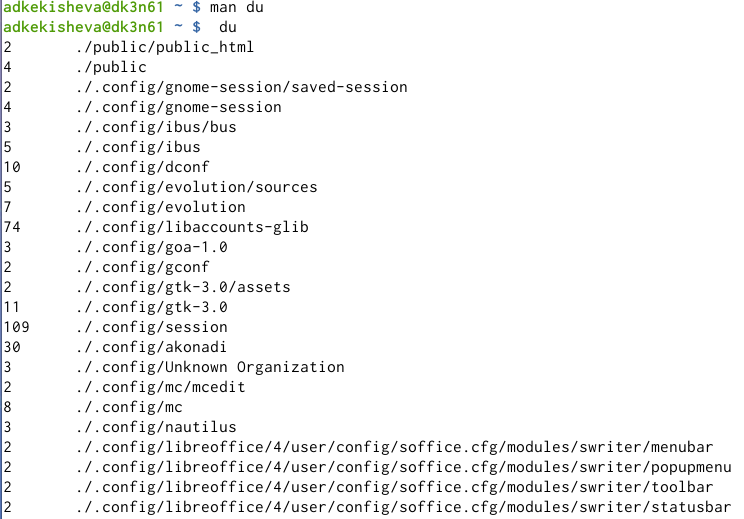 adkekisheva@dk3n61 ~ $ man du
adkekisheva@dk3n61 ~ $  du
2       ./public/public_html
4       ./public
2       ./.config/gnome-session/saved-session
4       ./.config/gnome-session
3       ./.config/ibus/bus
5       ./.config/ibus
10      ./.config/dconf
5       ./.config/evolution/sources
7       ./.config/evolution
74      ./.config/libaccounts-glib
3       ./.config/goa-1.0
2       ./.config/gconf
2       ./.config/gtk-3.0/assets
11      ./.config/gtk-3.0
109     ./.config/session
30      ./.config/akonadi
3       ./.config/Unknown Organization
2       ./.config/mc/mcedit
8       ./.config/mc
3       ./.config/nautilus
2       ./.config/libreoffice/4/user/config/soffice.cfg/modules/swriter/menubar
2       ./.config/libreoffice/4/user/config/soffice.cfg/modules/swriter/popupmenu
2       ./.config/libreoffice/4/user/config/soffice.cfg/modules/swriter/toolbar
2       ./.config/libreoffice/4/user/config/soffice.cfg/modules/swriter/statusbar